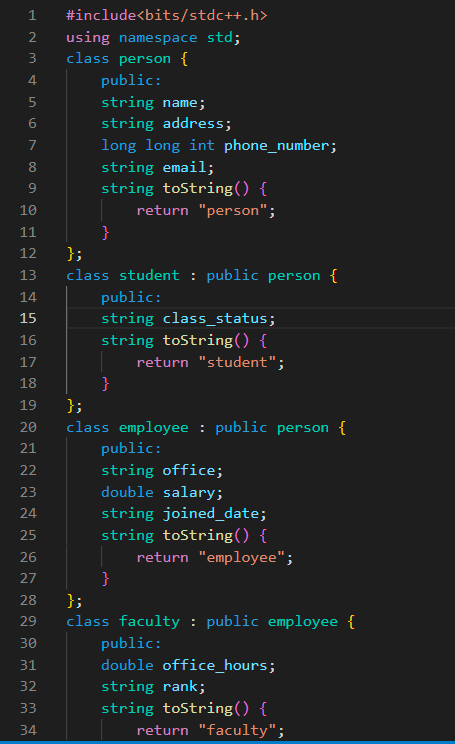 1 #include<bits/stdc++.h>
2 using namespace std;
3 class person {
4     public:
5     string name;
6     string address;
7     long long int phone_number;
8     string email;
9     string toString() {
10         return "person";
11     }
12 };
13 class student : public person {
14     public:
15     string class_status;
16     string toString() {
17         return "student";
18     }
19 };
20 class employee : public person {
21     public:
22     string office;
23     double salary;
24     string joined_date;
25     string toString() {
26         return "employee";
27     }
28 };
29 class faculty : public employee {
30     public:
31     double office_hours;
32     string rank;
33     string toString() {
34         return "faculty";